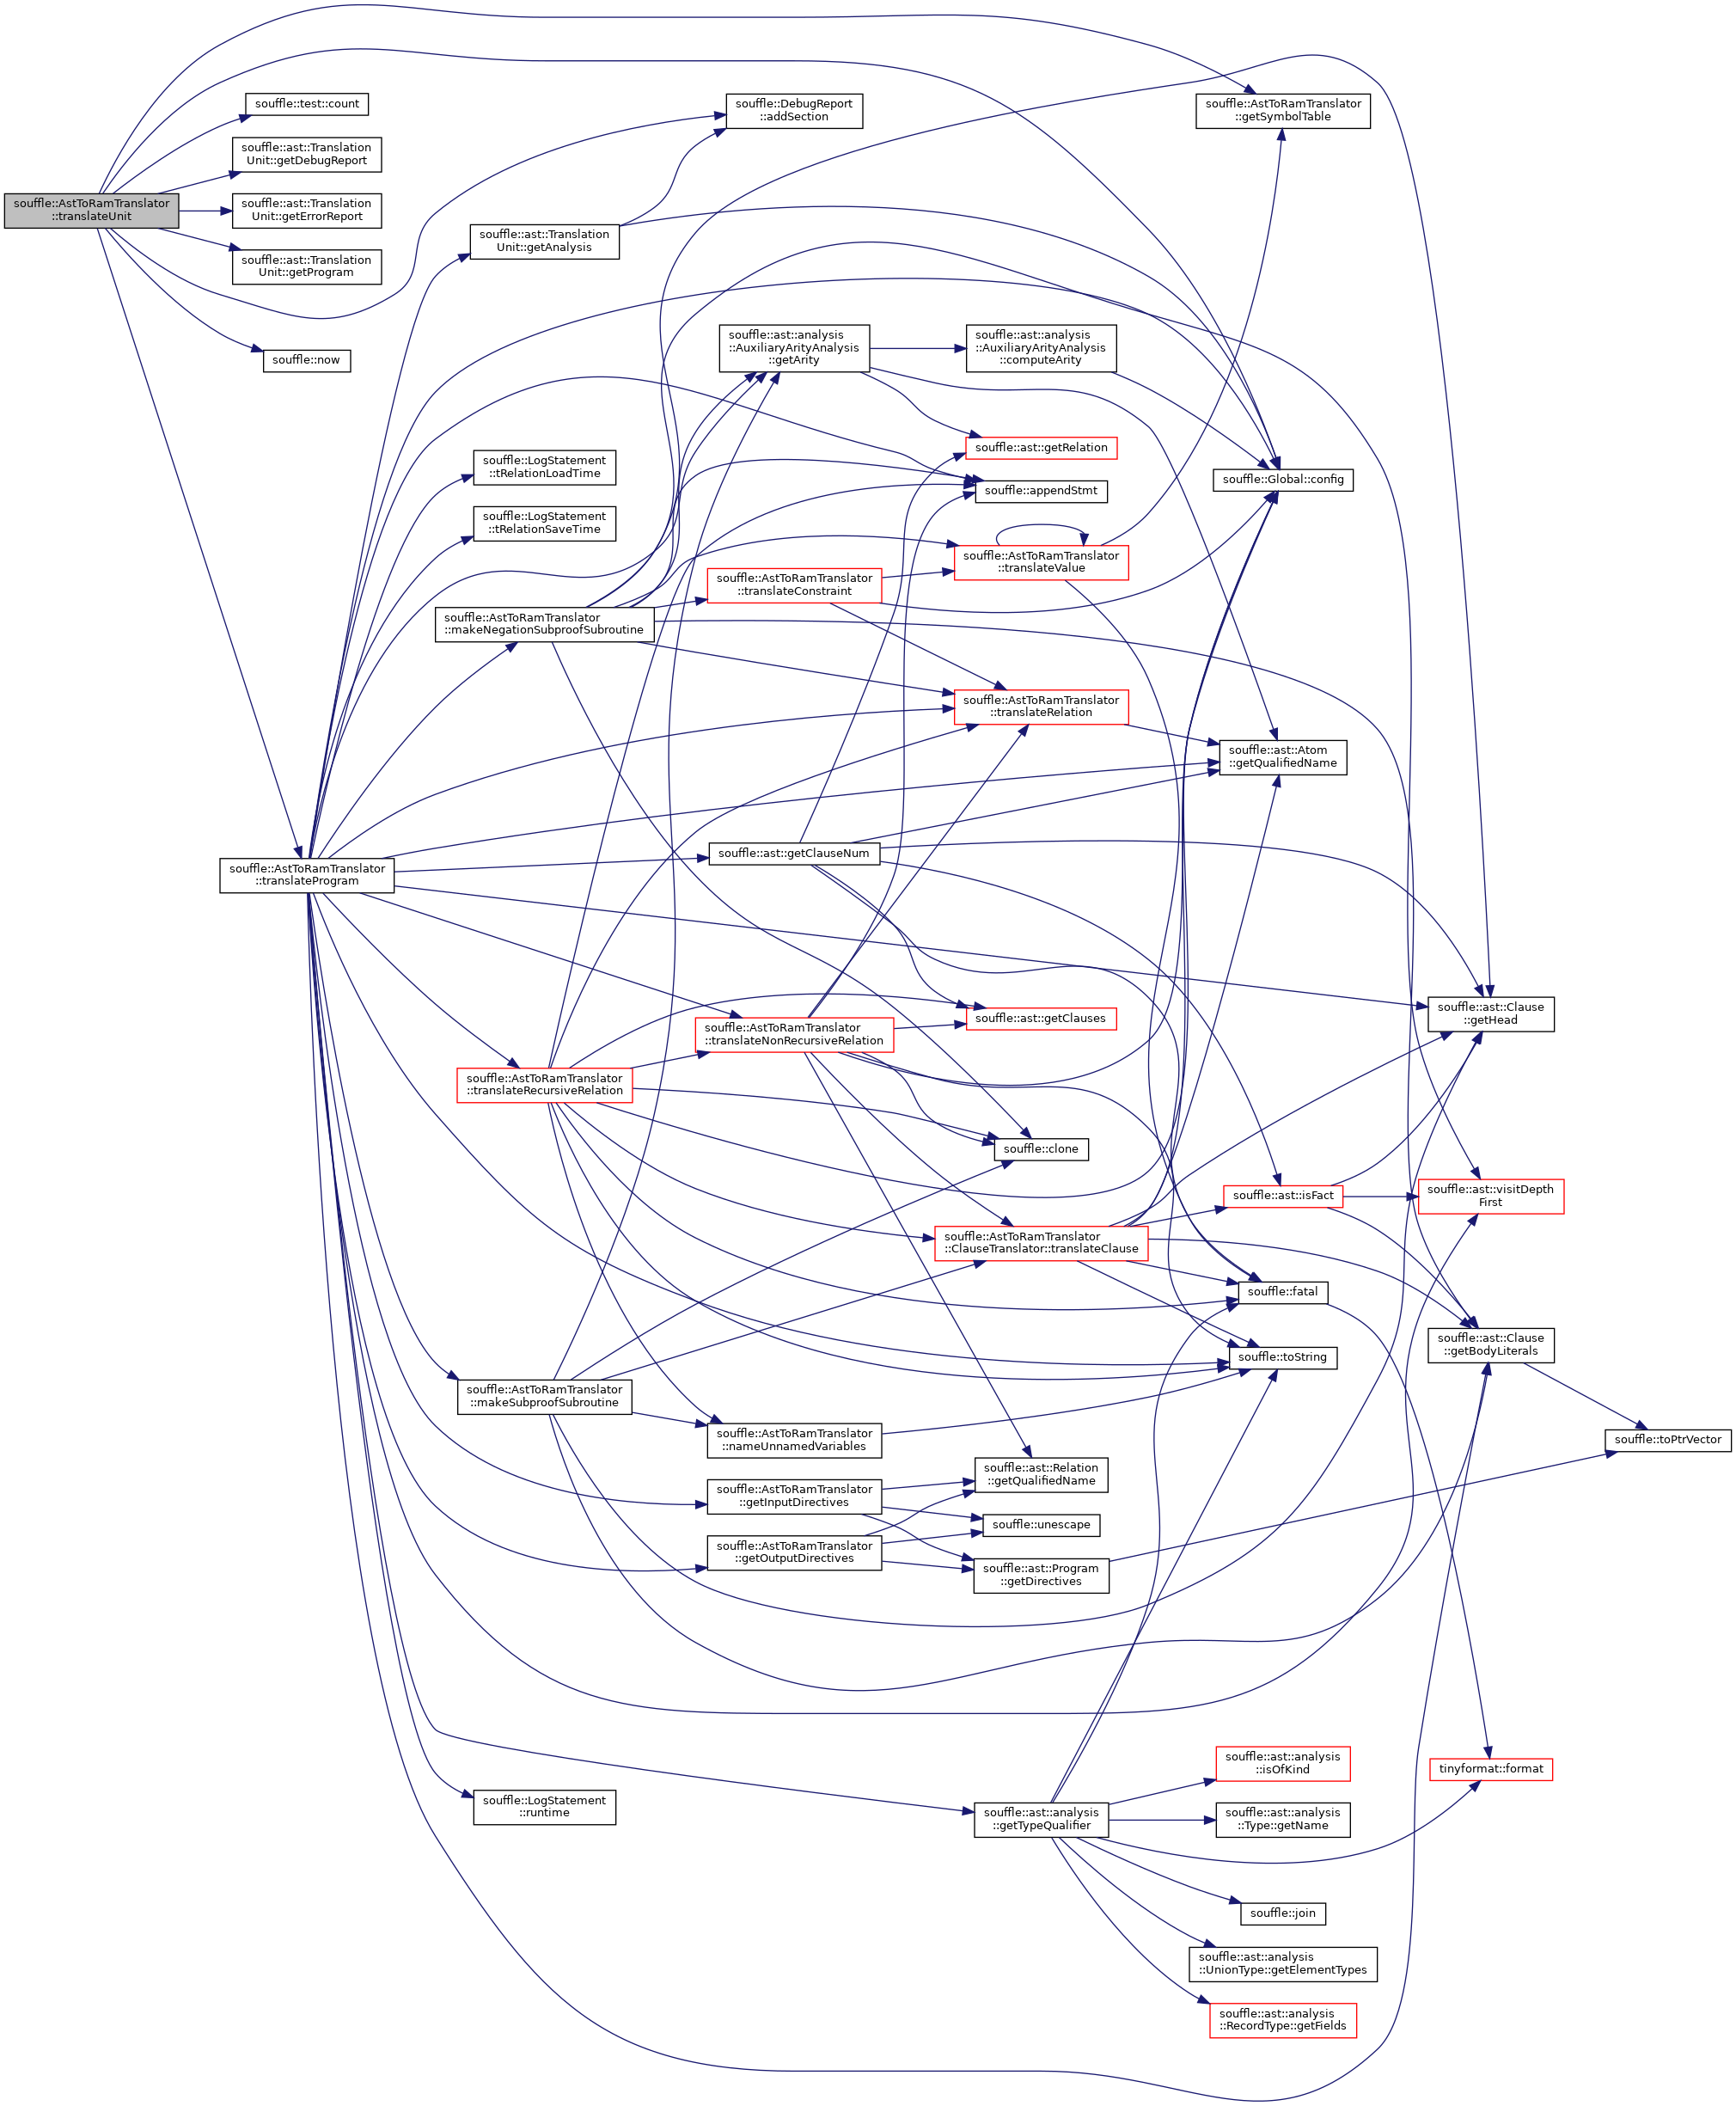 souffle::AstToRamTranslator
::translateUnit
souffle::test::count
souffle::ast::Translation
Unit::getDebugReport
souffle::ast::Translation
Unit::getErrorReport
souffle::ast::Translation
Unit::getProgram
souffle::now
souffle::AstToRamTranslator
::translateProgram
souffle::ast::Translation
Unit::getAnalysis
souffle::LogStatement
::tRelationLoadTime
souffle::LogStatement
::tRelationSaveTime
souffle::AstToRamTranslator
::makeNegationSubproofSubroutine
souffle::AstToRamTranslator
::translateRecursiveRelation
souffle::AstToRamTranslator
::makeSubproofSubroutine
souffle::LogStatement
::runtime
souffle::DebugReport
::addSection
souffle::ast::analysis
::AuxiliaryArityAnalysis
::getArity
souffle::AstToRamTranslator
::translateConstraint
souffle::ast::getClauseNum
souffle::AstToRamTranslator
::translateNonRecursiveRelation
souffle::AstToRamTranslator
::nameUnnamedVariables
souffle::AstToRamTranslator
::getInputDirectives
souffle::AstToRamTranslator
::getOutputDirectives
souffle::ast::analysis
::AuxiliaryArityAnalysis
::computeArity
souffle::ast::getRelation
souffle::appendStmt
souffle::AstToRamTranslator
::translateValue
souffle::AstToRamTranslator
::translateRelation
souffle::ast::getClauses
souffle::clone
souffle::AstToRamTranslator
::ClauseTranslator::translateClause
souffle::ast::Relation
::getQualifiedName
souffle::unescape
souffle::ast::Program
::getDirectives
souffle::ast::analysis
::getTypeQualifier
souffle::AstToRamTranslator
::getSymbolTable
souffle::Global::config
souffle::ast::Atom
::getQualifiedName
souffle::ast::isFact
souffle::fatal
souffle::toString
souffle::ast::analysis
::isOfKind
souffle::ast::analysis
::Type::getName
souffle::join
souffle::ast::analysis
::UnionType::getElementTypes
souffle::ast::analysis
::RecordType::getFields
souffle::ast::Clause
::getHead
souffle::ast::visitDepth
First
souffle::ast::Clause
::getBodyLiterals
tinyformat::format
souffle::toPtrVector